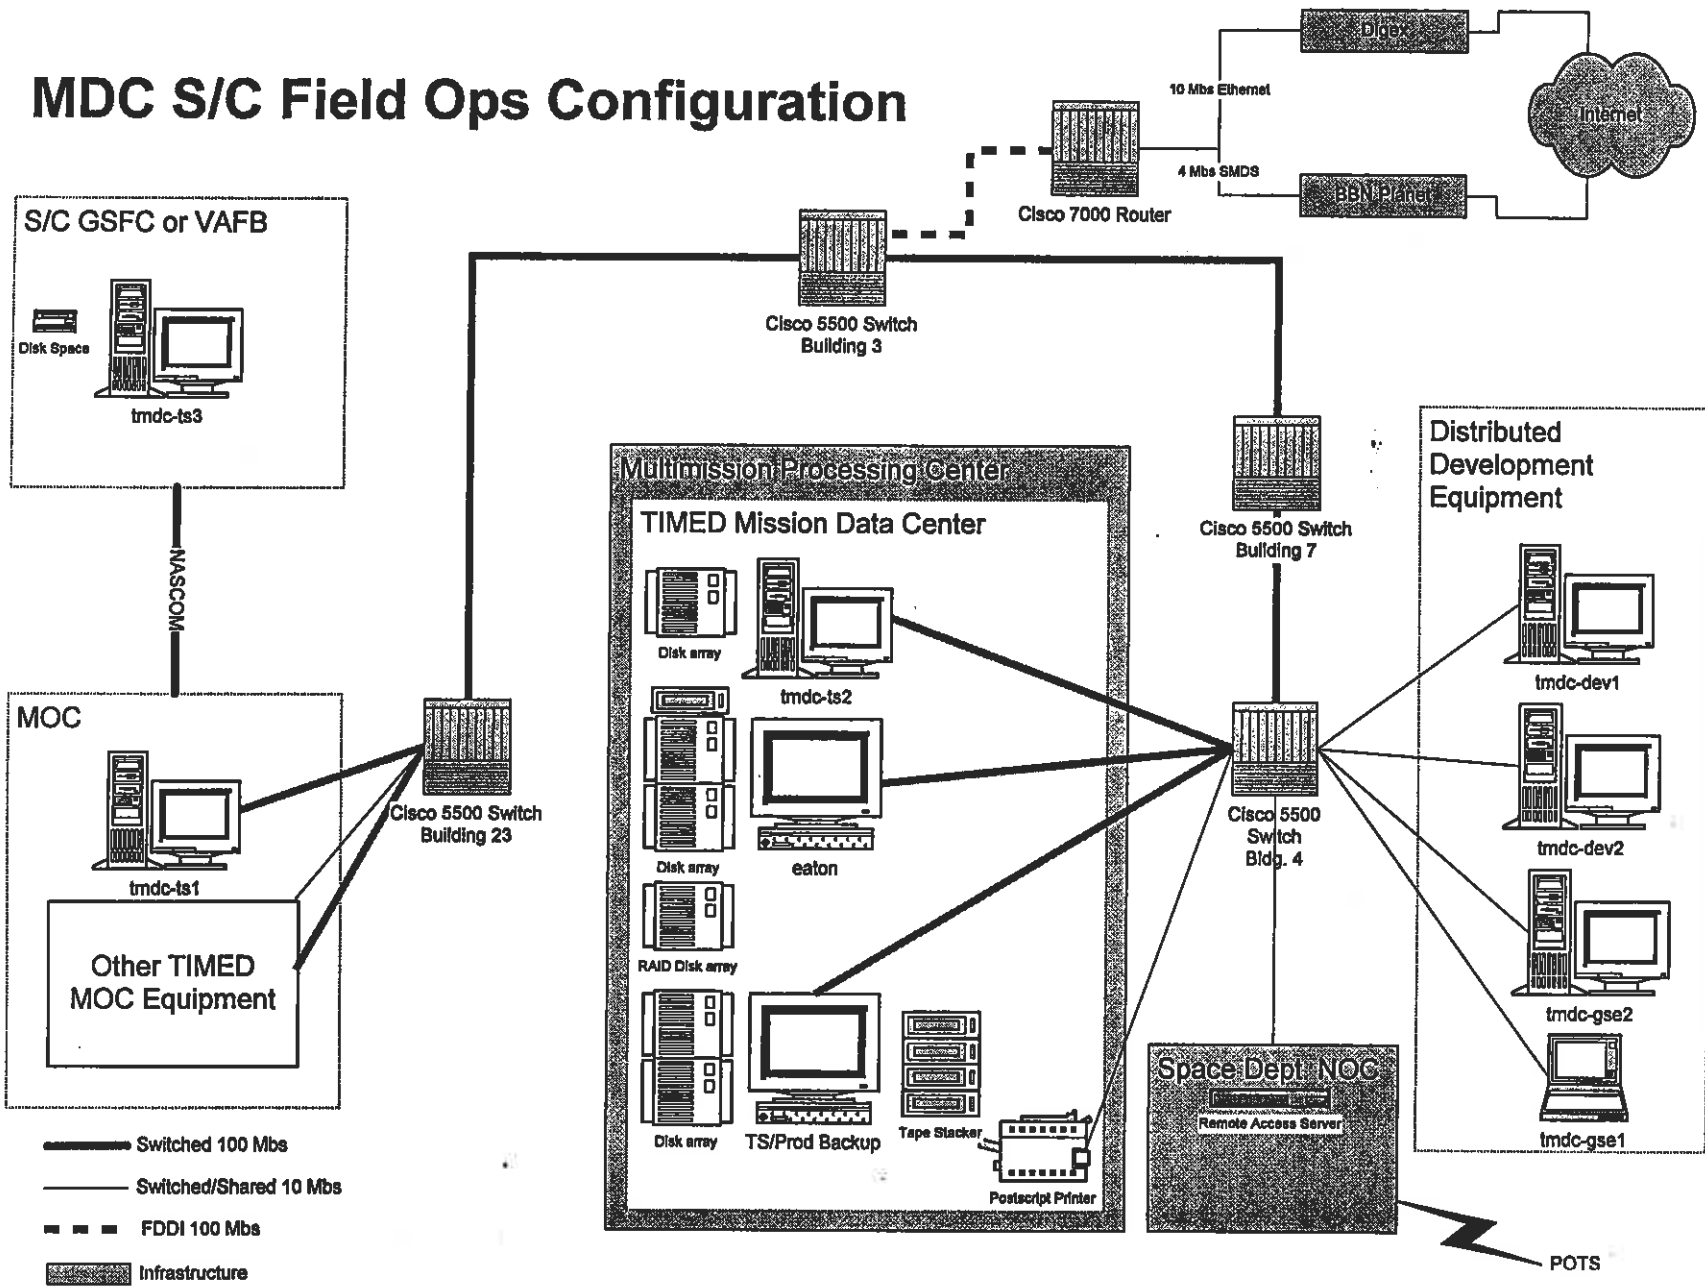 MDC S/C Field Ops Configuration
Digex
10 Mbs Ethernet
Internet
4 Mbs SMDS
BBN Planet
Cisco 7000 Router
S/C GSFC or VAFB
Disk Space
tmdc-ts3
Cisco 5500 Switch
Building 3
NASCOM
Multimission Processing Center
TIMED Mission Data Center
Disk array
tmdc-ts2
Disk array
eaton
RAID Disk array
Disk array
TS/Prod Backup
Tape Stacker
Postscript Printer
Cisco 5500 Switch
Building 7
Distributed
Development
Equipment
tmdc-dev1
tmdc-dev2
tmdc-gse2
tmdc-gse1
MOC
tmdc-ts1
Cisco 5500 Switch
Building 23
Other TIMED
MOC Equipment
Cisco 5500
Switch
Bldg. 4
Space Dept. NOC
Remote Access Server
POTS
Switched 100 Mbs
Switched/Shared 10 Mbs
FDDI 100 Mbs
Infrastructure